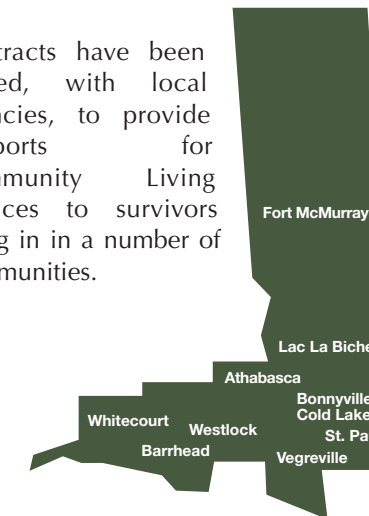 tracts have been
ed, with local
ncies, to provide
ports for
munity Living
ices to survivors
g in in a number of
munities.
Fort McMurray
Lac La Biche
Athabasca
Bonnyville
Cold Lake
Whitecourt
Westlock
St. Pa
Barrhead
Vegreville